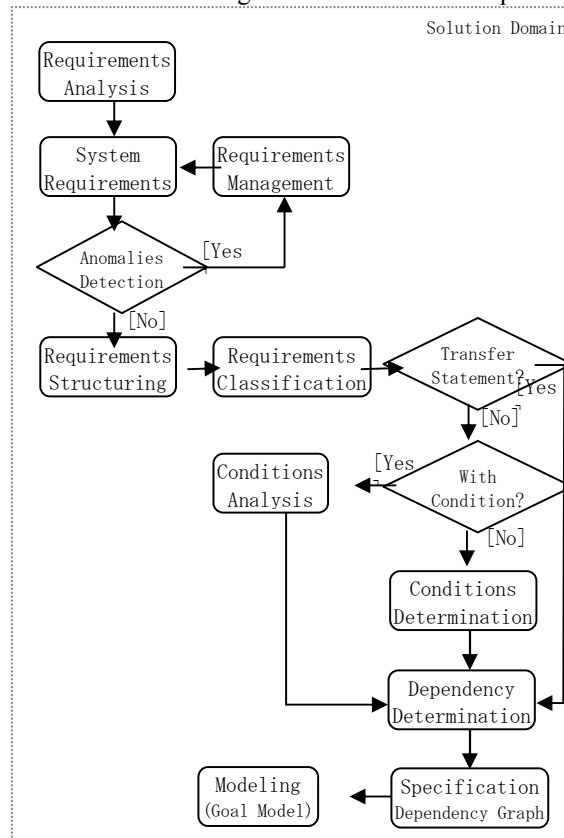 Solution Domain
Requirements
Analysis
System
Requirements
Requirements
Management
[Yes
]
Anomalies
Detection
[No]
Requirements
Structuring
Requirements
Classification
Transfer
Statement?
[Yes
]
[No]
Conditions
Analysis
[Yes
]
With
Condition?
[No]
Conditions
Determination
Dependency
Determination
Modeling
(Goal Model)
Specification
Dependency Graph